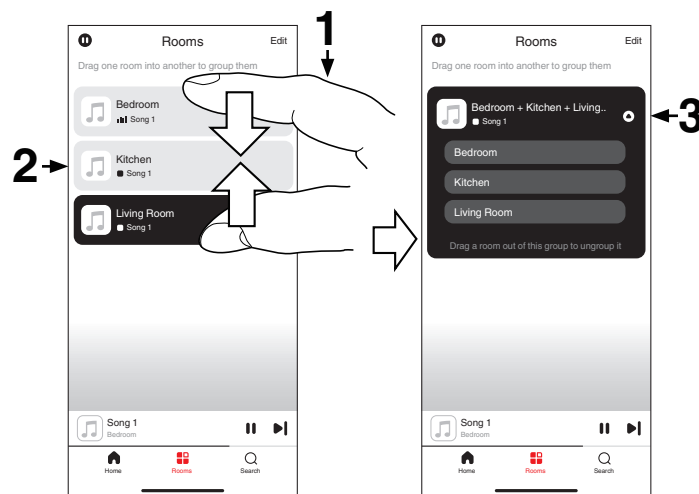 1
Rooms
Edit
Drag one room into another to group them
Bedroom
Song 1
2
Kitchen
Song 1
Living Room
Song 1
Song 1
Bedroom
Home
Rooms
Search
Rooms
Edit
Drag one room into another to group them
Bedroom + Kitchen + Living..
Song 1
3
Bedroom
Kitchen
Living Room
Drag a room out of this group to ungroup it
Song 1
Bedroom
Home
Rooms
Search